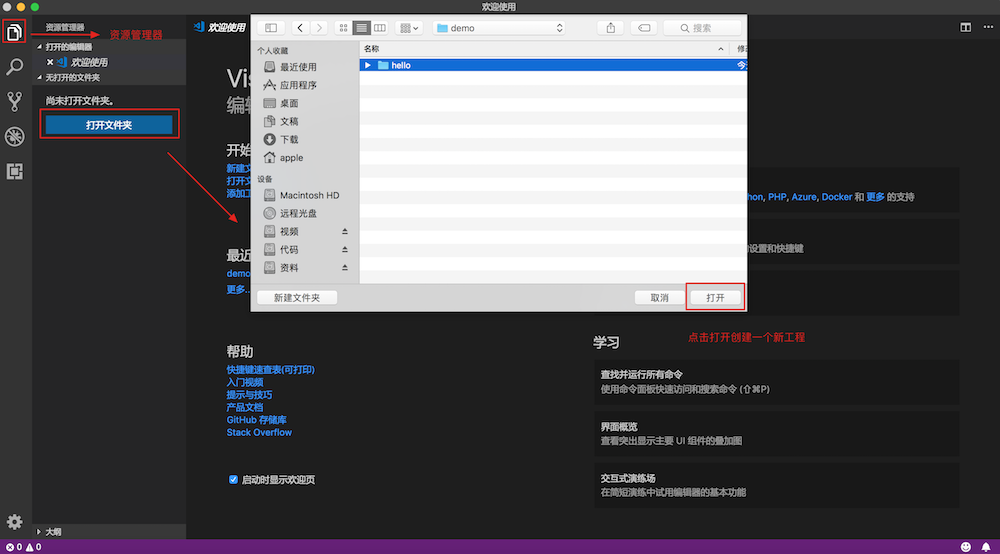 欢迎使用
资源管理器
资源管理器
打开的编辑器
欢迎使用
无打开的文件夹
尚未打开文件夹。
打开文件夹
大纲
欢迎使用
demo
搜索
个人收藏
最近使用
应用程序
桌面
文稿
下载
apple
设备
Macintosh HD
远程光盘
视频
代码
资料
名称
hello
今
新建文件夹
取消
打开
点击打开创建一个新工程
Vis
编辑
开始
新建文
打开文
添加工
最近
demo
更多...
帮助
快捷键速查表(可打印)
入门视频
提示与技巧
产品文档
GitHub 存储库
Stack Overflow
启动时显示欢迎页
hon, PHP, Azure, Docker 和 更多 的支持
的设置和快捷键
学习
查找并运行所有命令
使用命令面板快速访问和搜索命令 (⇧⌘P)
界面概览
查看突出显示主要 UI 组件的叠加图
交互式演练场
在简短演练中试用编辑器的基本功能
0 0